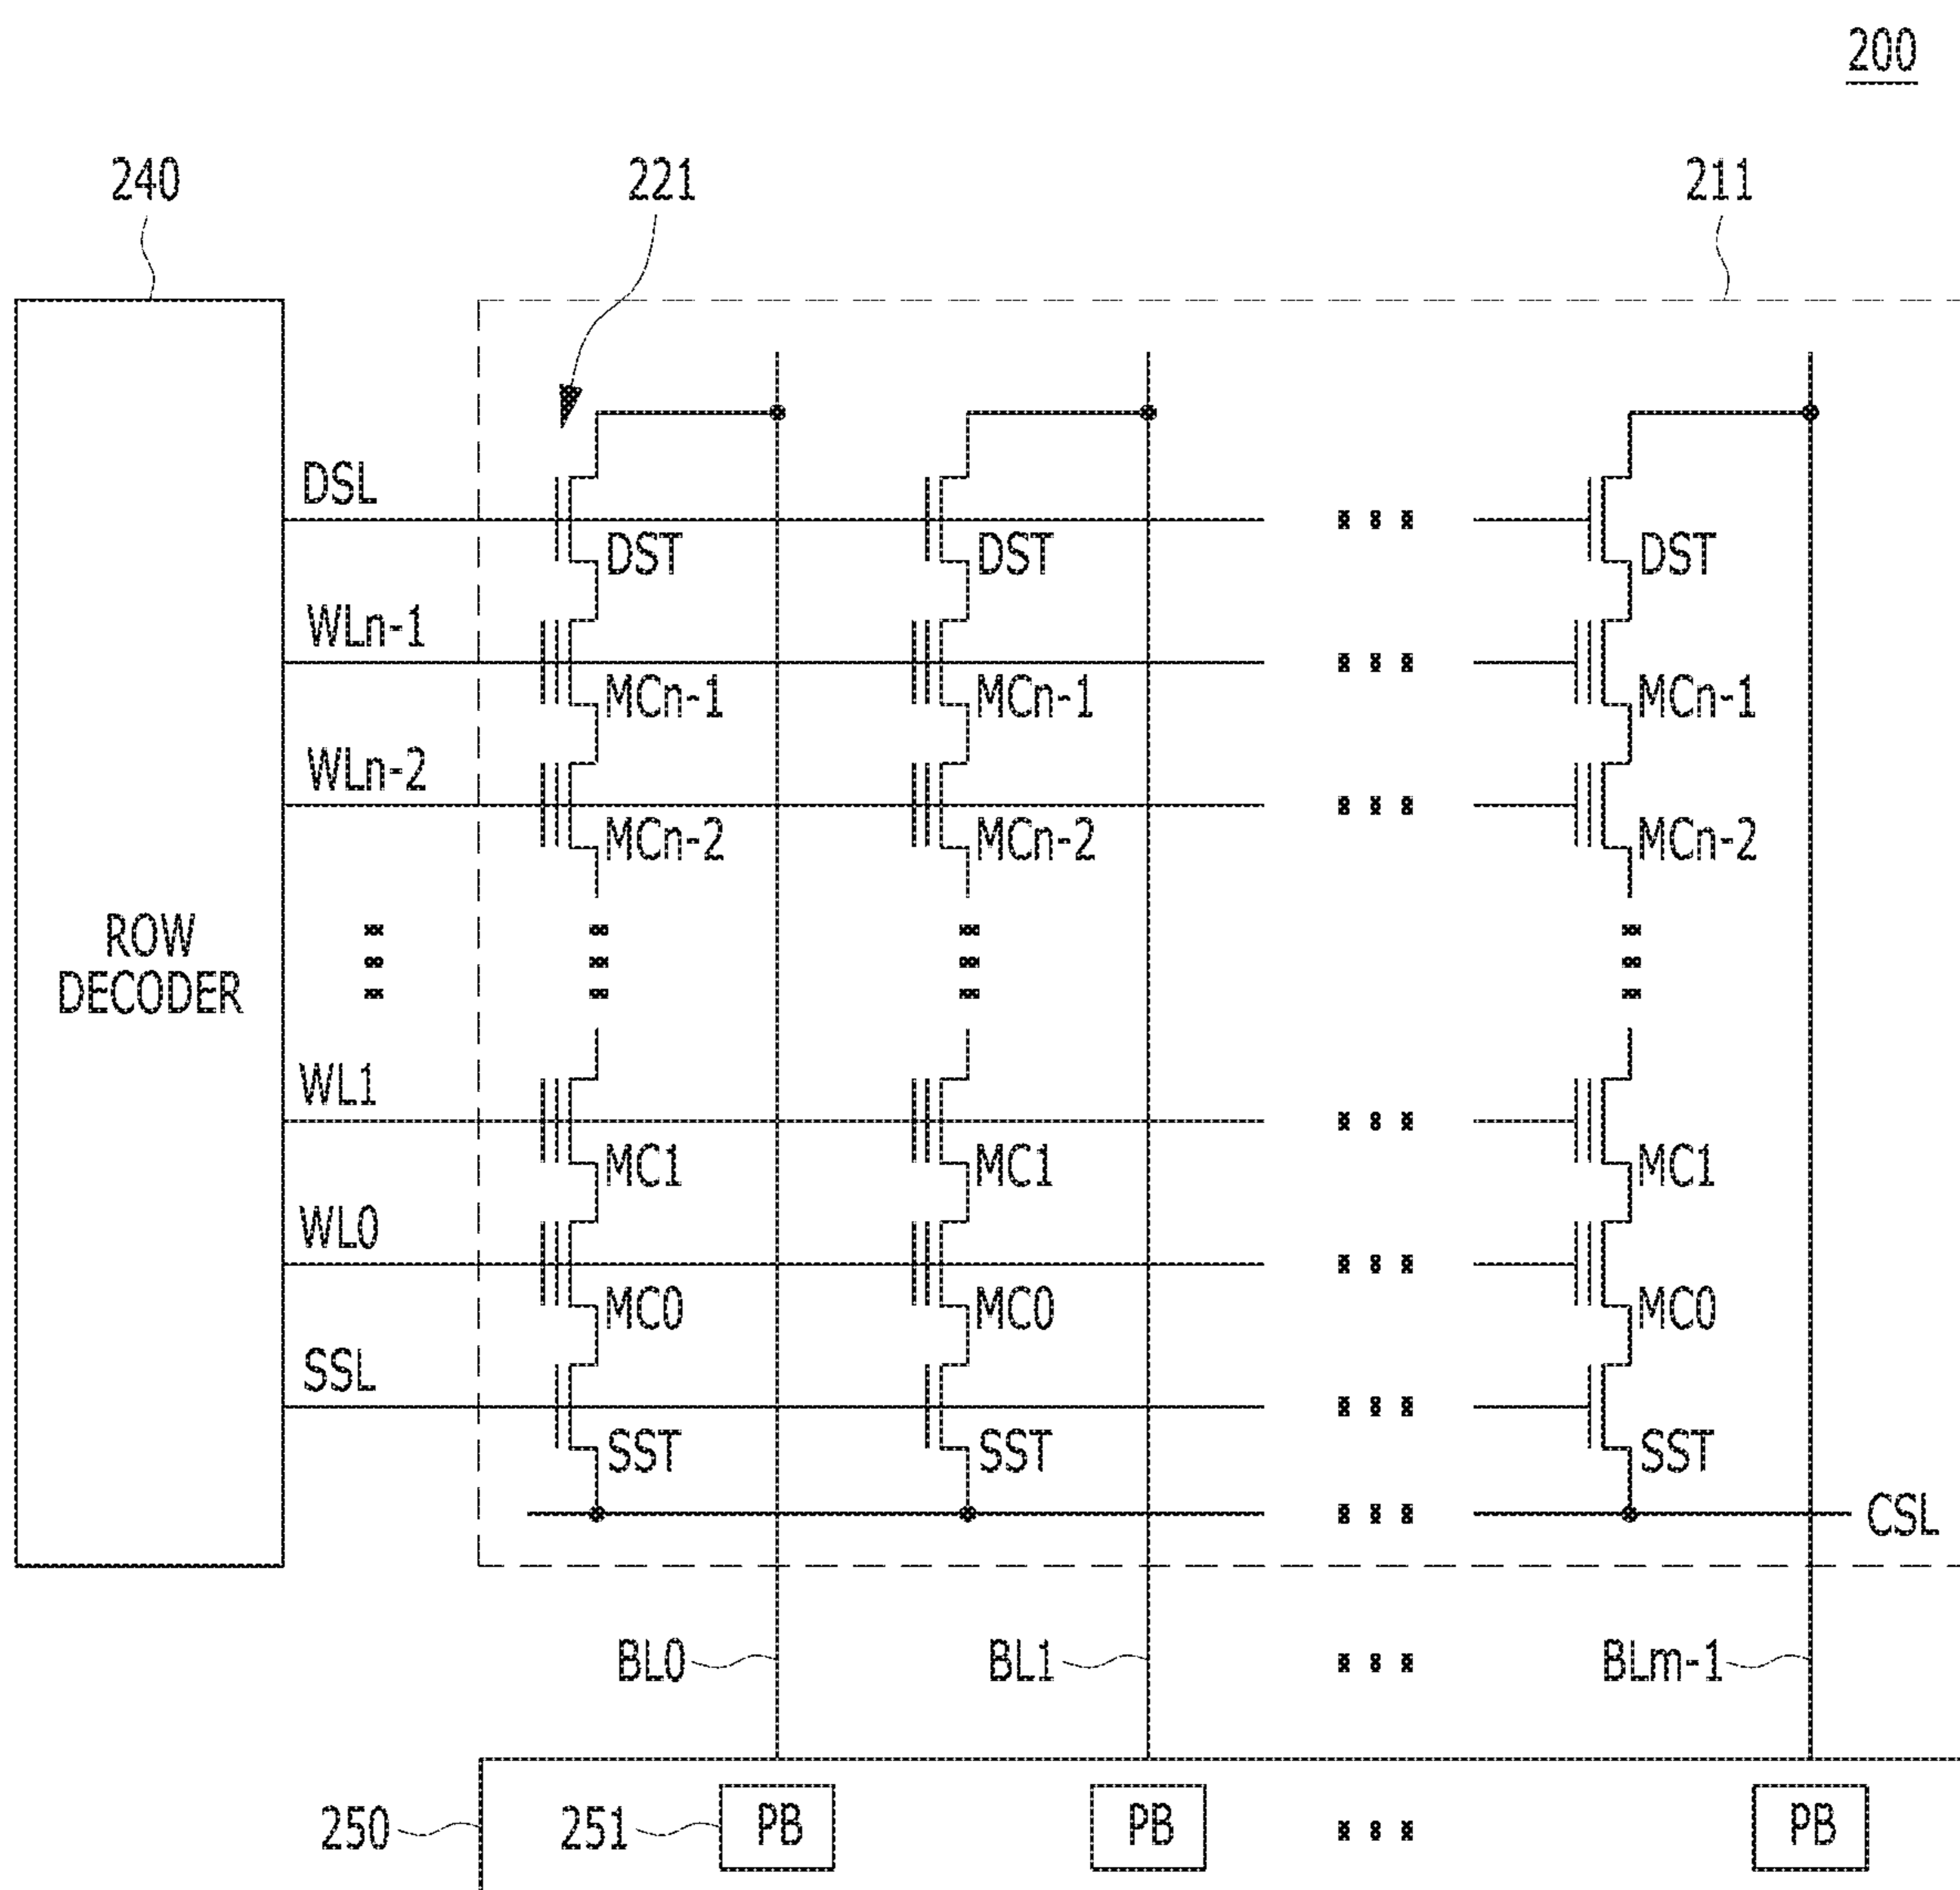 200
240 221 211
DSL
DST DST DST
WLn-1
MCn-1 MCn-1 MCn-1
WLn-2
MCn-2 MCn-2 MCn-2
ROW
DECODER
WL1
MC1 MC1 MC1
WL0
MC0 MC0 MC0
SSL
SST SST SST
CSL
BL0 BL1 BLm-1
250 251 PB PB PB